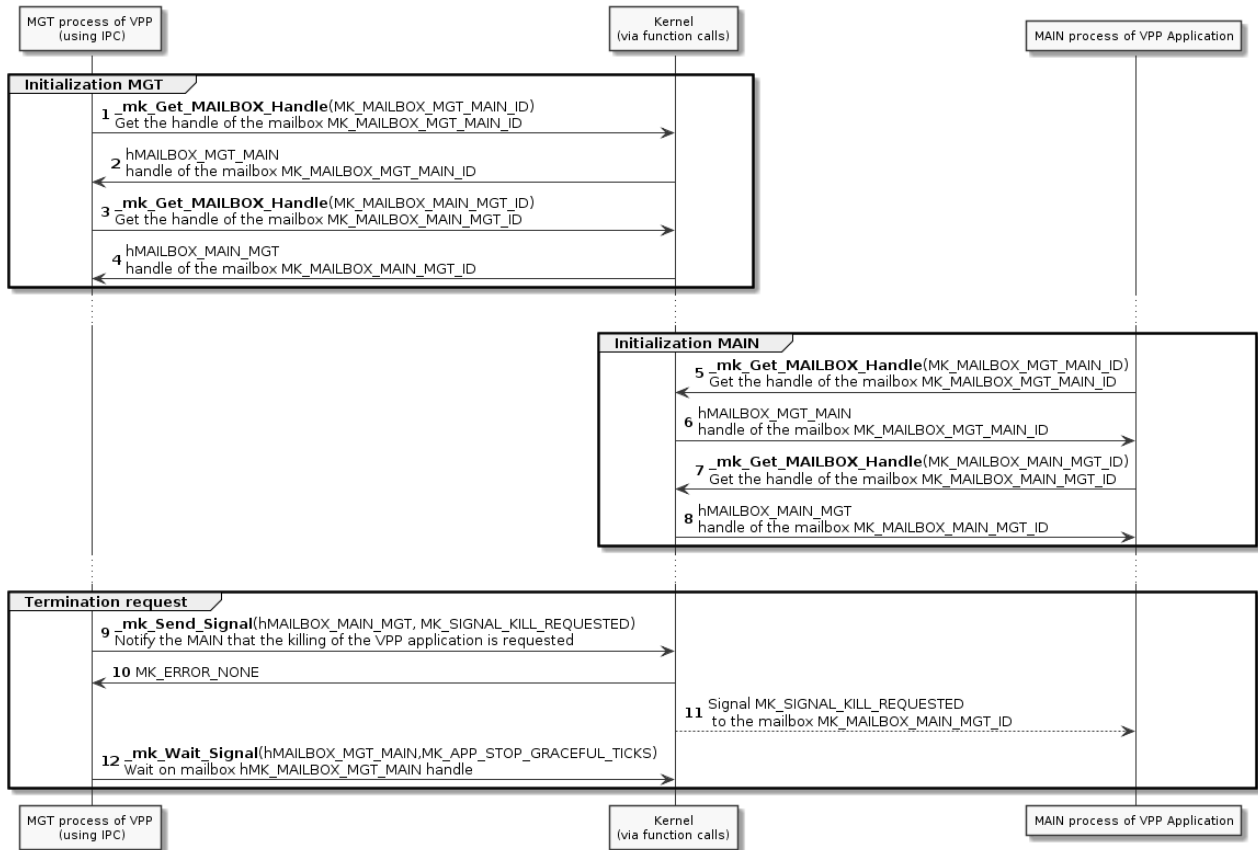 MGT process of VPP
(using IPC)
Kernel
(via function calls)
MAIN process of VPP Application
Initialization MGT
1 _mk_Get_MAILBOX_Handle(MK_MAILBOX_MGT_MAIN_ID)
Get the handle of the mailbox MK_MAILBOX_MGT_MAIN_ID
2 hMAILBOX_MGT_MAIN
handle of the mailbox MK_MAILBOX_MGT_MAIN_ID
3 _mk_Get_MAILBOX_Handle(MK_MAILBOX_MAIN_MGT_ID)
Get the handle of the mailbox MK_MAILBOX_MAIN_MGT_ID
4 hMAILBOX_MAIN_MGT
handle of the mailbox MK_MAILBOX_MAIN_MGT_ID
Initialization MAIN
5 _mk_Get_MAILBOX_Handle(MK_MAILBOX_MGT_MAIN_ID)
Get the handle of the mailbox MK_MAILBOX_MGT_MAIN_ID
6 hMAILBOX_MGT_MAIN
handle of the mailbox MK_MAILBOX_MGT_MAIN_ID
7 _mk_Get_MAILBOX_Handle(MK_MAILBOX_MAIN_MGT_ID)
Get the handle of the mailbox MK_MAILBOX_MAIN_MGT_ID
8 hMAILBOX_MAIN_MGT
handle of the mailbox MK_MAILBOX_MAIN_MGT_ID
Termination request
9 _mk_Send_Signal(hMAILBOX_MAIN_MGT, MK_SIGNAL_KILL_REQUESTED)
Notify the MAIN that the killing of the VPP application is requested
10 MK_ERROR_NONE
11 Signal MK_SIGNAL_KILL_REQUESTED
to the mailbox MK_MAILBOX_MAIN_MGT_ID
12 _mk_Wait_Signal(hMAILBOX_MGT_MAIN,MK_APP_STOP_GRACEFUL_TICKS)
Wait on mailbox hMK_MAILBOX_MGT_MAIN handle
MGT process of VPP
(using IPC)
Kernel
(via function calls)
MAIN process of VPP Application